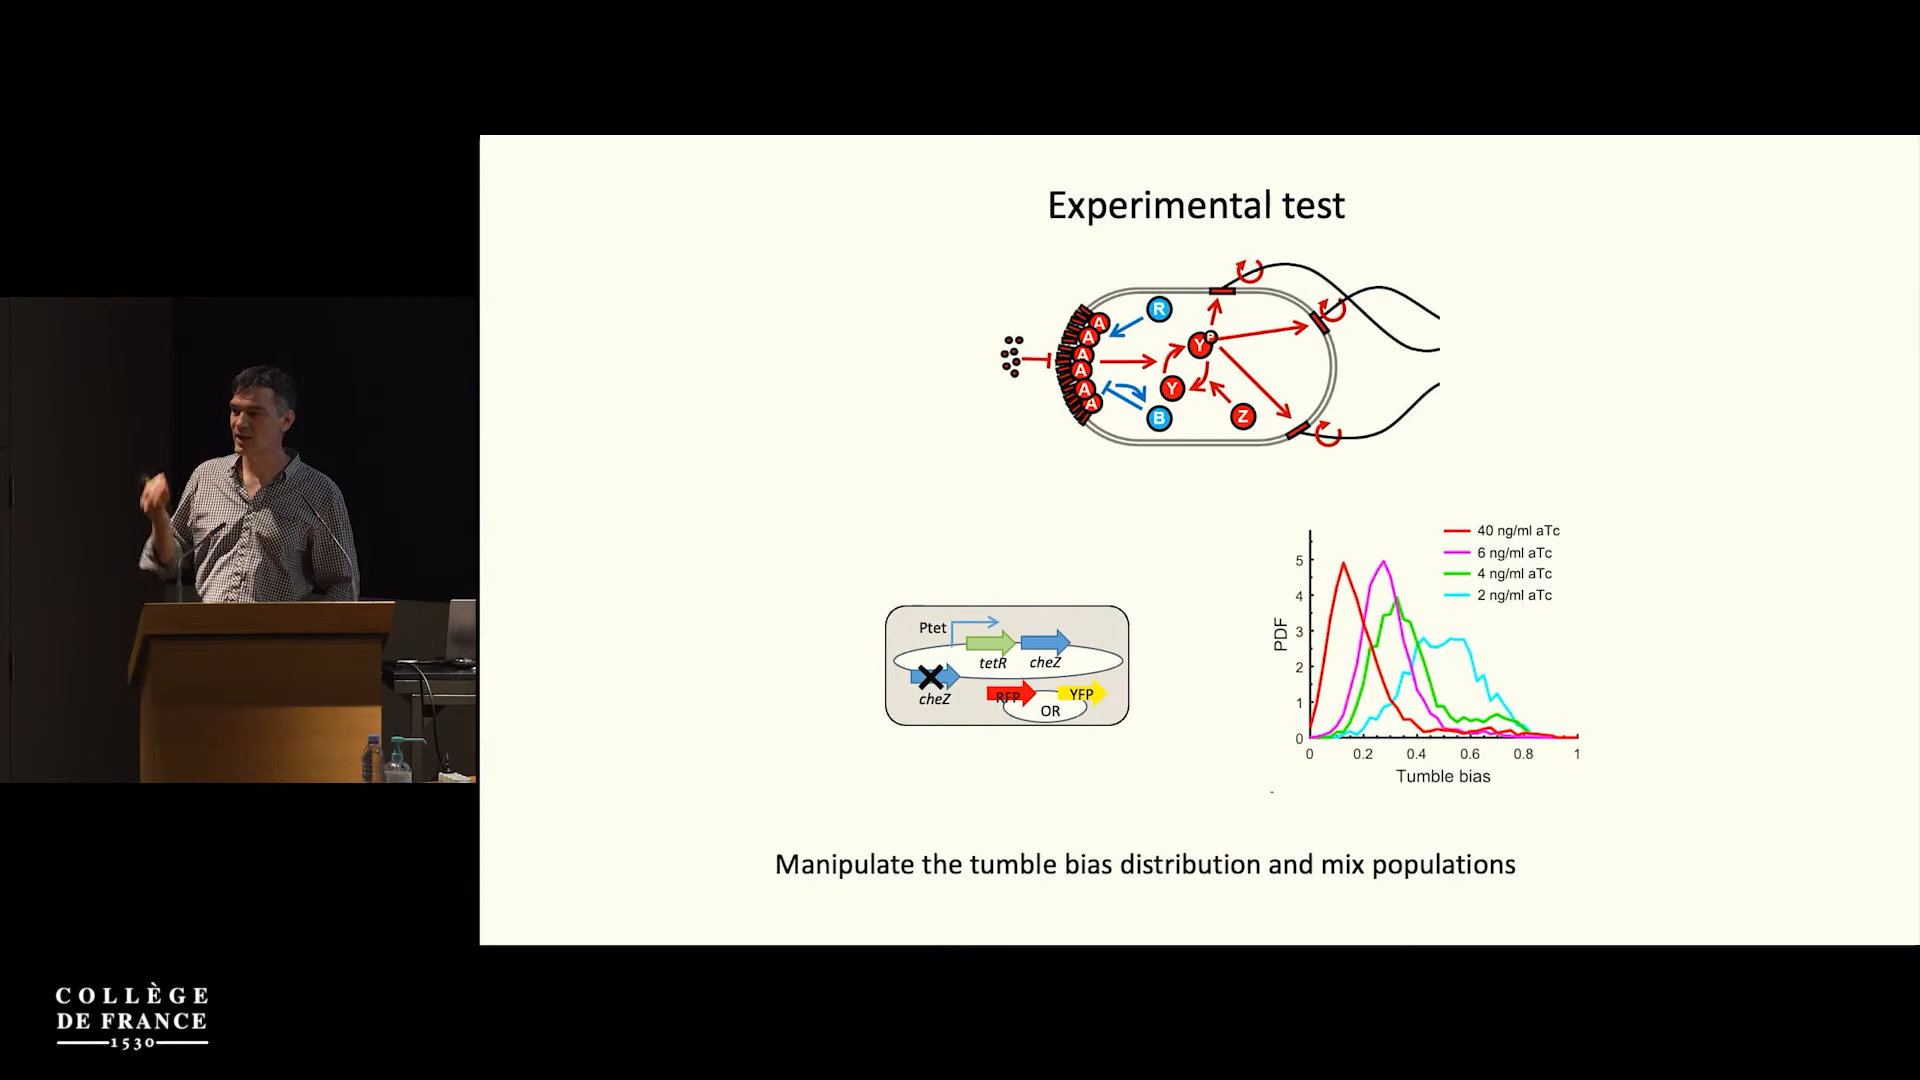 Experimental test
R
A
A
A
A
A
A
Y
P
Y
B
Z
Ptet
tetR
cheZ
cheZ
RFP
YFP
OR
40 ng/ml aTc
6 ng/ml aTc
4 ng/ml aTc
2 ng/ml aTc
PDF
5
4
3
2
1
0
0
0.2
0.4
0.6
0.8
1
Tumble bias
Manipulate the tumble bias distribution and mix populations
COLLÈGE
DE FRANCE
1530